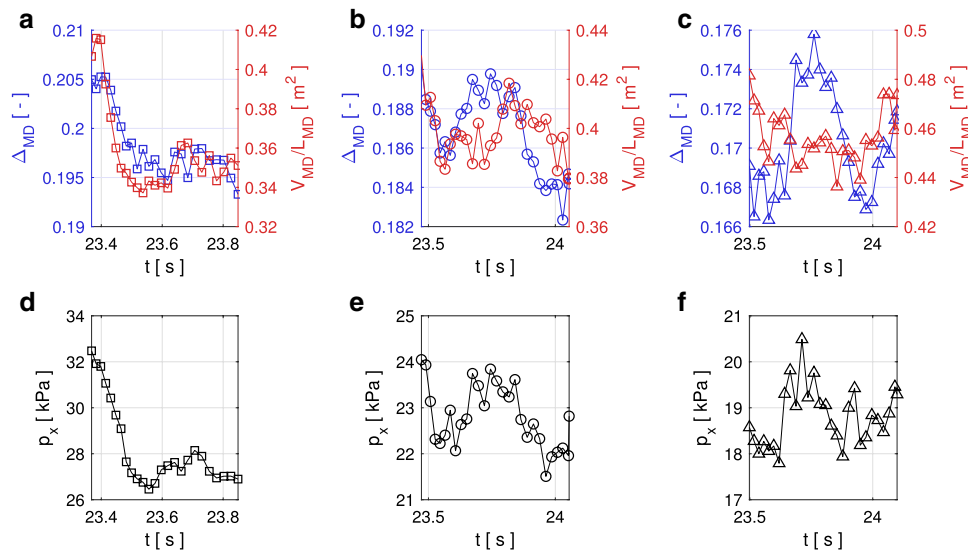 a b c
0.21 0.42 0.192 0.44 0.176 0.5
0.205 0.4 0.19 0.42 0.174 0.48
0.38 0.188 0.172
0.2 0.36 0.186 0.4 0.17 0.46
0.195 0.34 0.184 0.38 0.168 0.44
0.19 0.32 0.182 0.36 0.166 0.42
Δ_MD [-] V_MD/L_MD [ m² ] Δ_MD [-] V_MD/L_MD [ m² ] Δ_MD [-] V_MD/L_MD [ m² ]
23.4 23.6 23.8 23.5 24 23.5 24
t [ s ] t [ s ] t [ s ]
d e f
34 25 21
32 24 20
30 23 19
28 22 18
26 21 17
p_x [ kPa] p_x [ kPa] p_x [ kPa]
23.4 23.6 23.8 23.5 24 23.5 24
t [ s ] t [ s ] t [ s ]